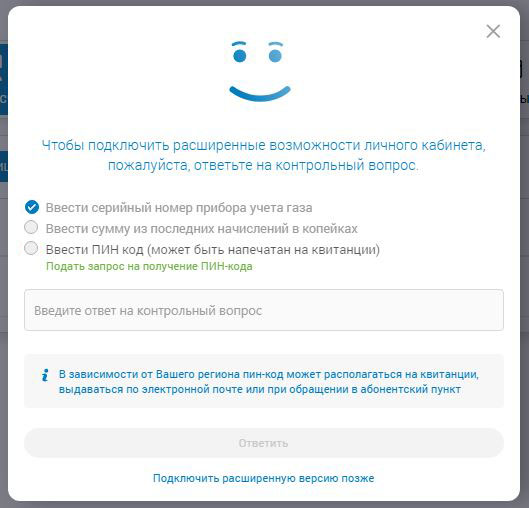 Чтобы подключить расширенные возможности личного кабинета,
пожалуйста, ответьте на контрольный вопрос.
Ввести серийный номер прибора учета газа
Ввести сумму из последних начислений в копейках
Ввести ПИН код (может быть напечатан на квитанции)
Подать запрос на получение ПИН-кода
Введите ответ на контрольный вопрос
В зависимости от Вашего региона пин-код может располагаться на квитанции,
выдаваться по электронной почте или при обращении в абонентский пункт
Ответить
Подключить расширенную версию позже